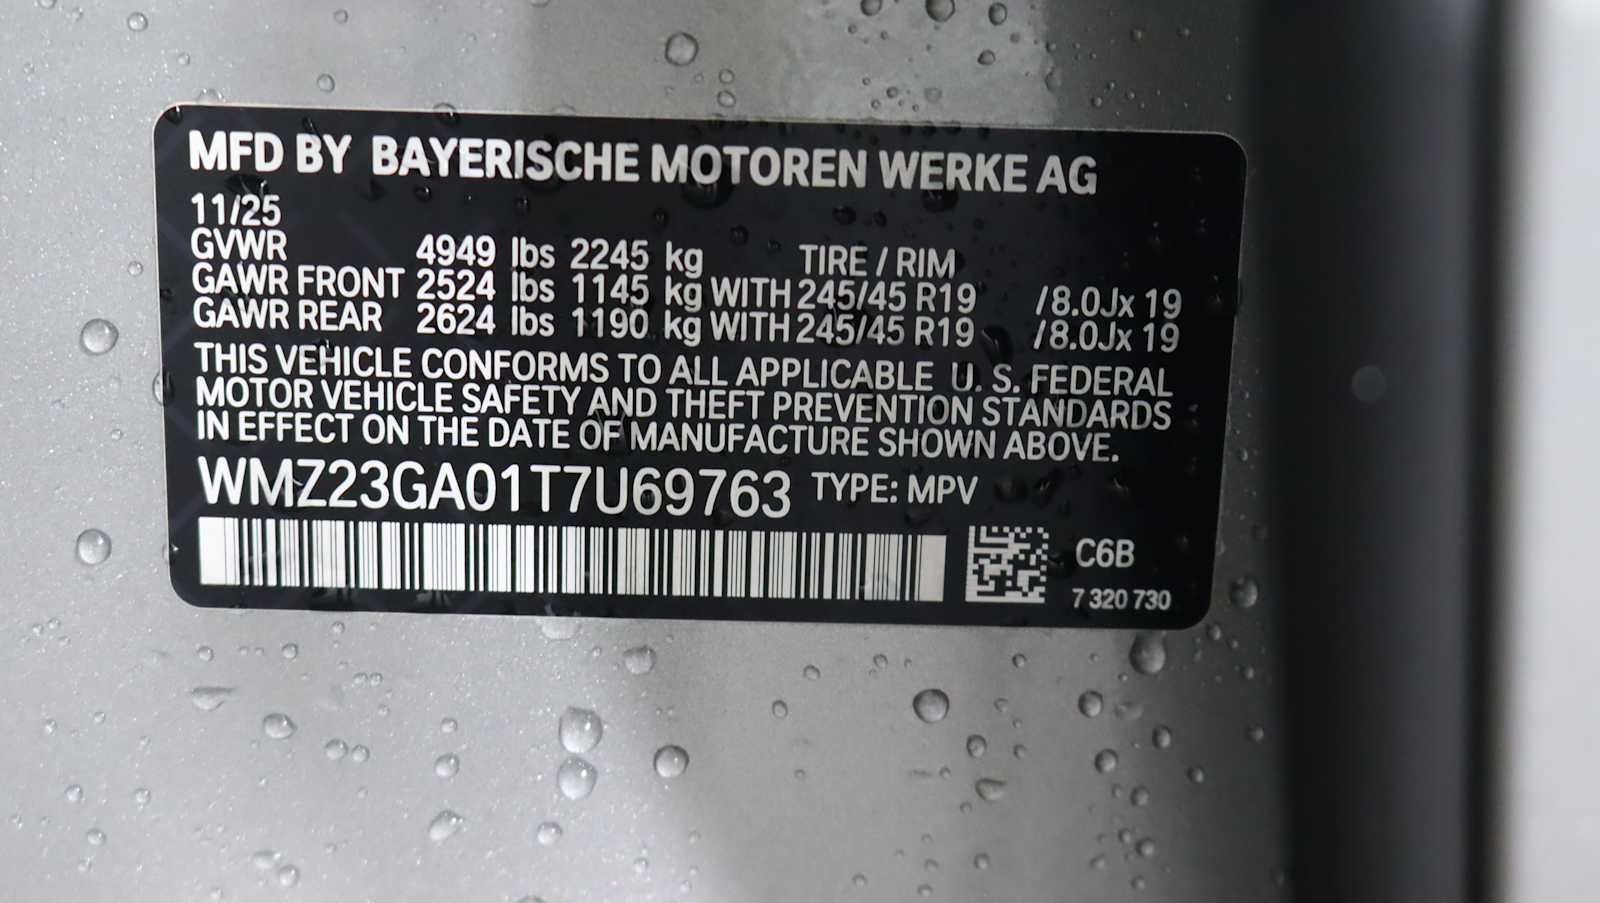 MFD BY BAYERISCHE MOTOREN WERKE AG
11/25
GVWR 4949 lbs 2245 kg TIRE / RIM
GAWR FRONT 2524 lbs 1145 kg WITH 245/45 R19 /8.0Jx 19
GAWR REAR 2624 lbs 1190 kg WITH 245/45 R19 /8.0Jx 19
THIS VEHICLE CONFORMS TO ALL APPLICABLE U. S. FEDERAL
MOTOR VEHICLE SAFETY AND THEFT PREVENTION STANDARDS
IN EFFECT ON THE DATE OF MANUFACTURE SHOWN ABOVE.
WMZ23GA01T7U69763 TYPE: MPV
C6B
7 320 730